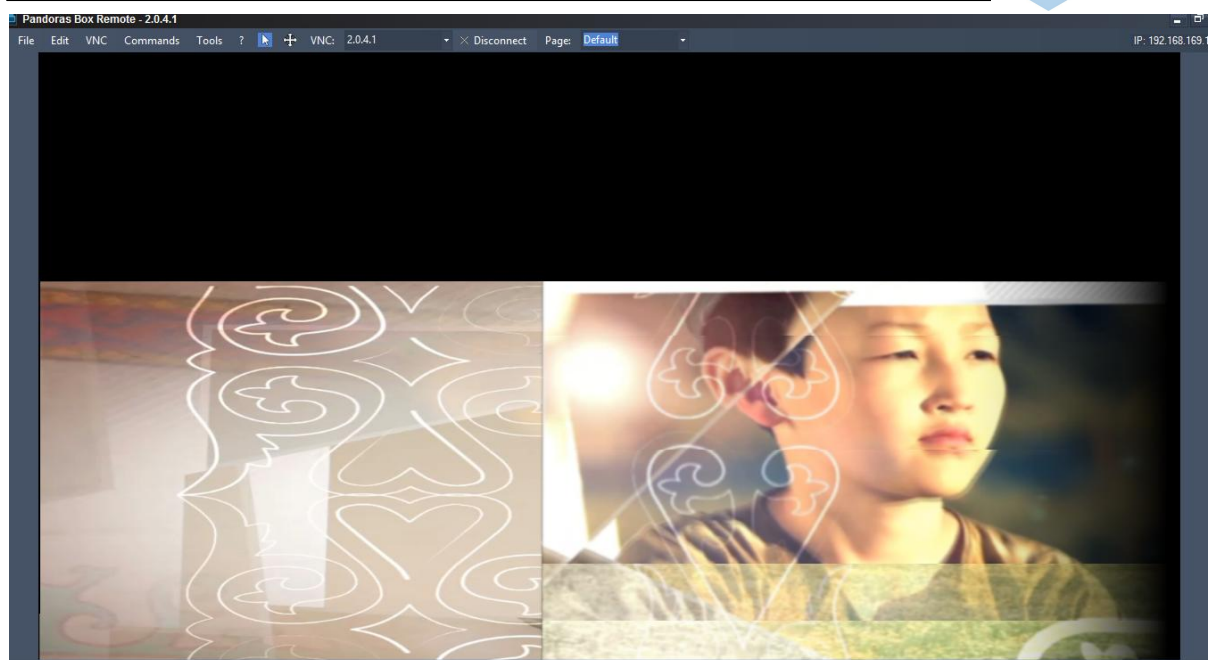 Pandoras Box Remote - 2.0.4.1
File Edit VNC Commands Tools ? VNC: 2.0.4.1 Disconnect Page: Default IP: 192.168.169.1